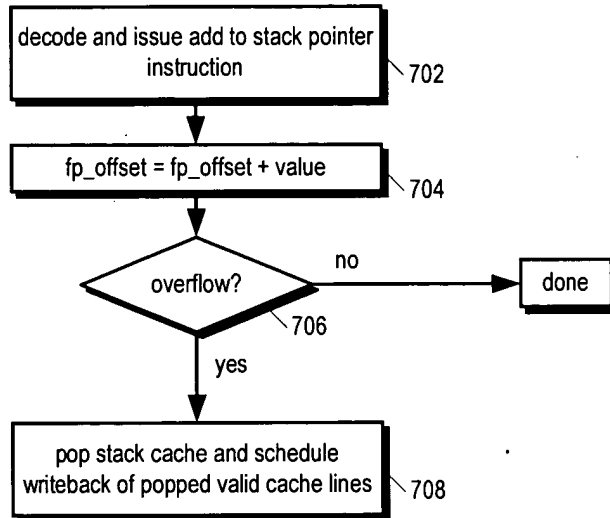 decode and issue add to stack pointer
instruction
702
fp_offset = fp_offset + value
704
overflow?
no
done
706
yes
pop stack cache and schedule
writeback of popped valid cache lines
708